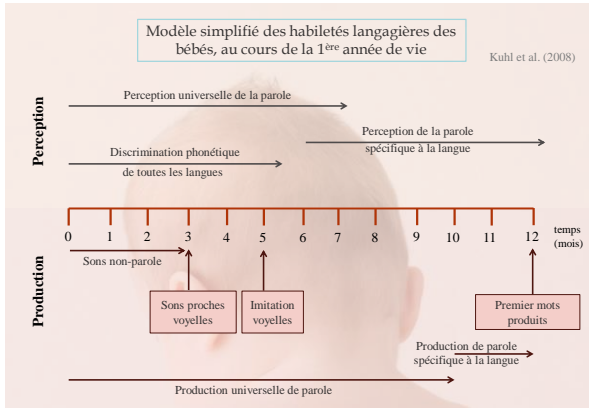 Modèle simplifié des habiletés langagières des
bébés, au cours de la 1ère année de vie
Kuhl et al. (2008)
Perception
Perception universelle de la parole
Perception de la parole
spécifique à la langue
Discrimination phonétique
de toutes les langues
0 1 2 3 4 5 6 7 8 9 10 11 12
temps
(mois)
Production
Sons non-parole
Sons proches
voyelles
Imitation
voyelles
Premier mots
produits
Production de parole
spécifique à la langue
Production universelle de parole